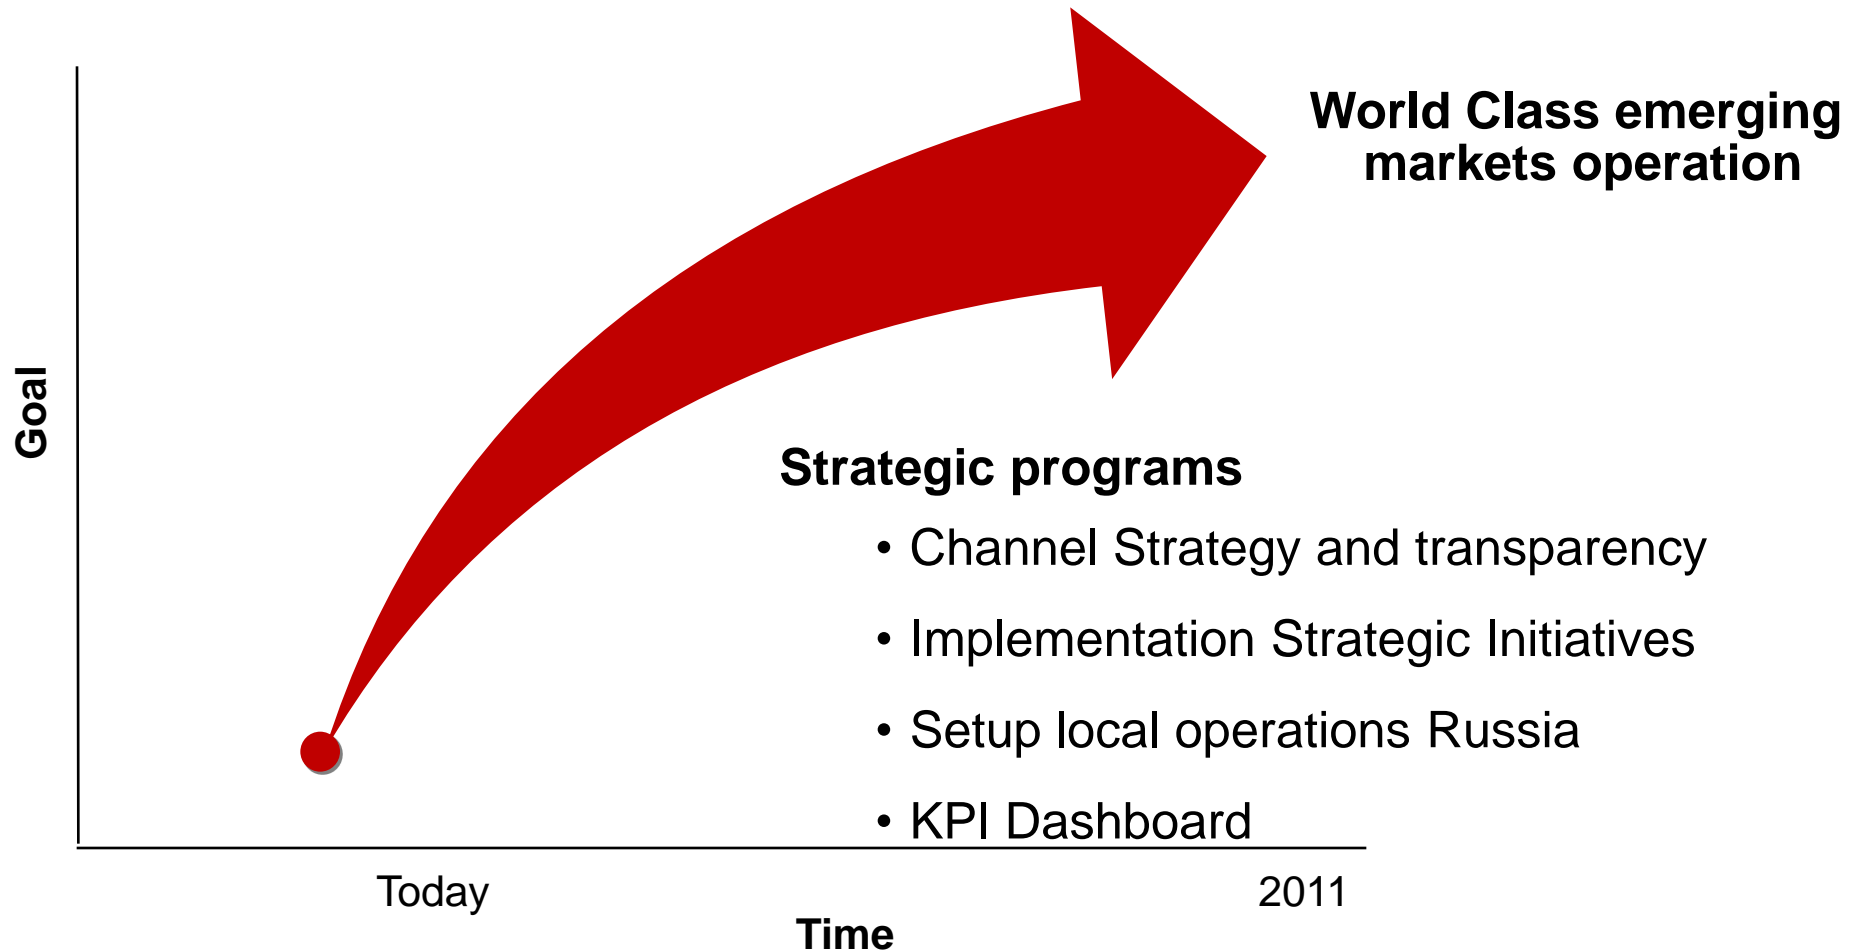 World Class emerging
markets operation
Goal
Strategic programs
• Channel Strategy and transparency
• Implementation Strategic Initiatives
• Setup local operations Russia
• KPI Dashboard
Today
2011
Time